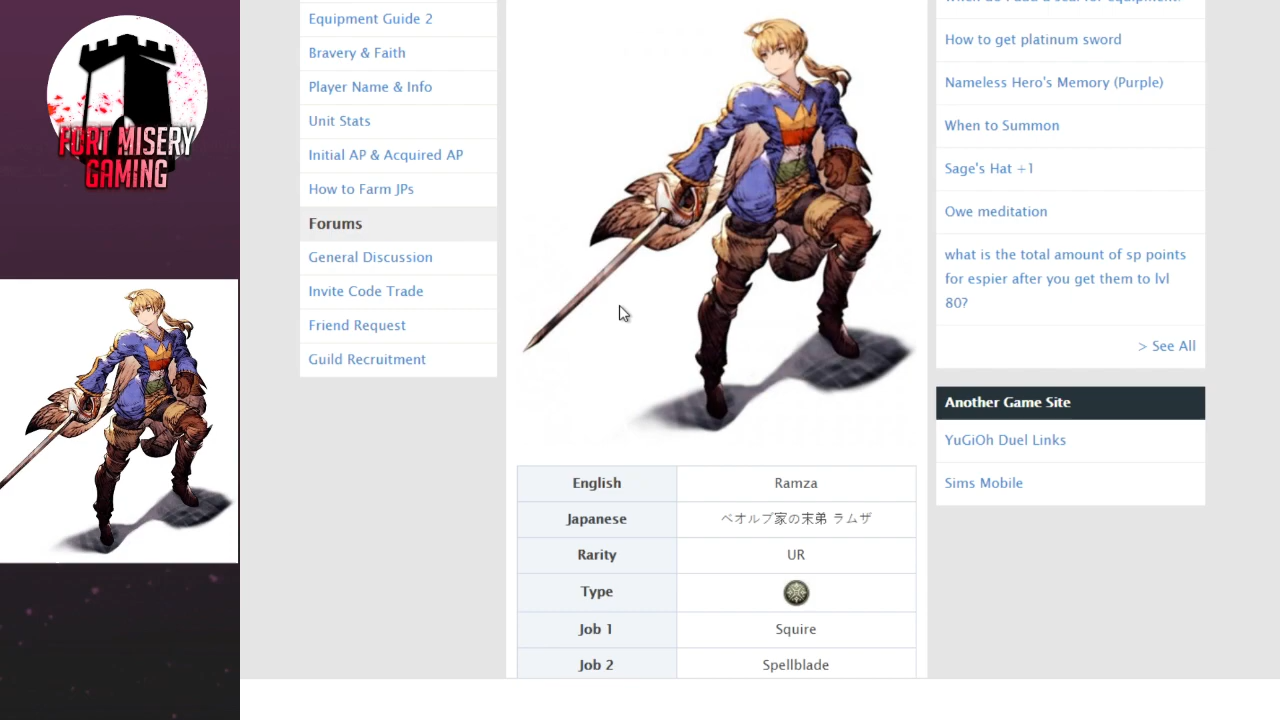 FORT MISERY
GAMING
Equipment Guide 2
Bravery & Faith
Player Name & Info
Unit Stats
Initial AP & Acquired AP
How to Farm JPs
Forums
General Discussion
Invite Code Trade
Friend Request
Guild Recruitment
English Ramza
Japanese ベオルブ家の末弟 ラムザ
Rarity UR
Type
Job 1 Squire
Job 2 Spellblade
How to get platinum sword
Nameless Hero's Memory (Purple)
When to Summon
Sage's Hat +1
Owe meditation
what is the total amount of sp points
for espier after you get them to lvl
80?
> See All
Another Game Site
YuGiOh Duel Links
Sims Mobile